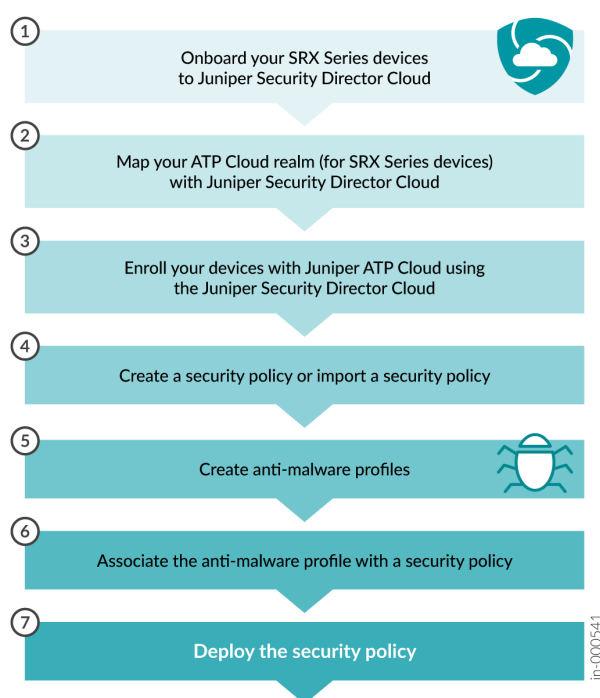 1
Onboard your SRX Series devices
to Juniper Security Director Cloud
2
Map your ATP Cloud realm (for SRX Series devices)
with Juniper Security Director Cloud
3
Enroll your devices with Juniper ATP Cloud using
the Juniper Security Director Cloud
4
Create a security policy or import a security policy
5
Create anti-malware profiles
6
Associate the anti-malware profile with a security policy
7
Deploy the security policy
jn-000541